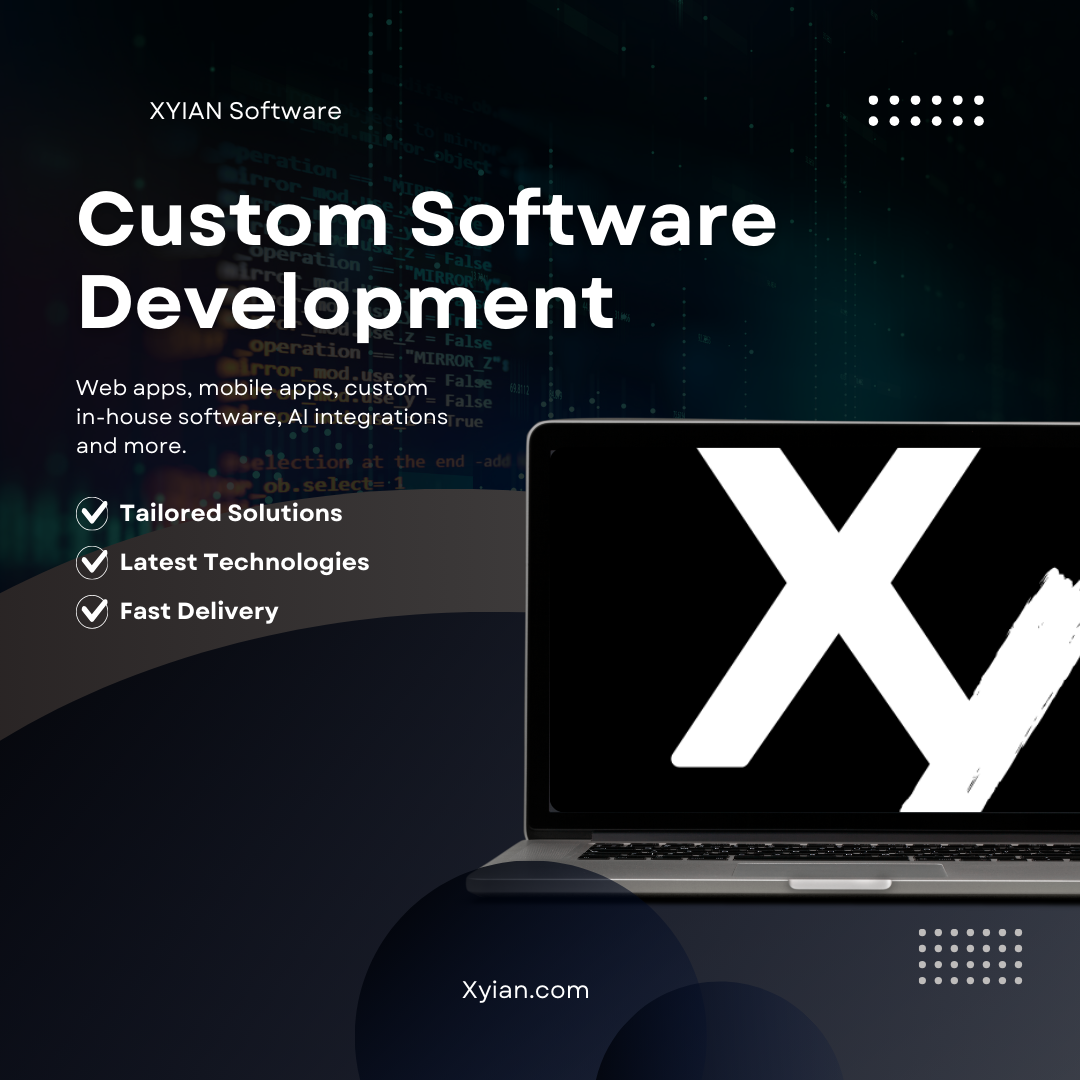 XYIAN Software
Custom Software
Development
Web apps, mobile apps, custom
in-house software, AI integrations
and more.
Tailored Solutions
Latest Technologies
Fast Delivery
Xy
Xyian.com